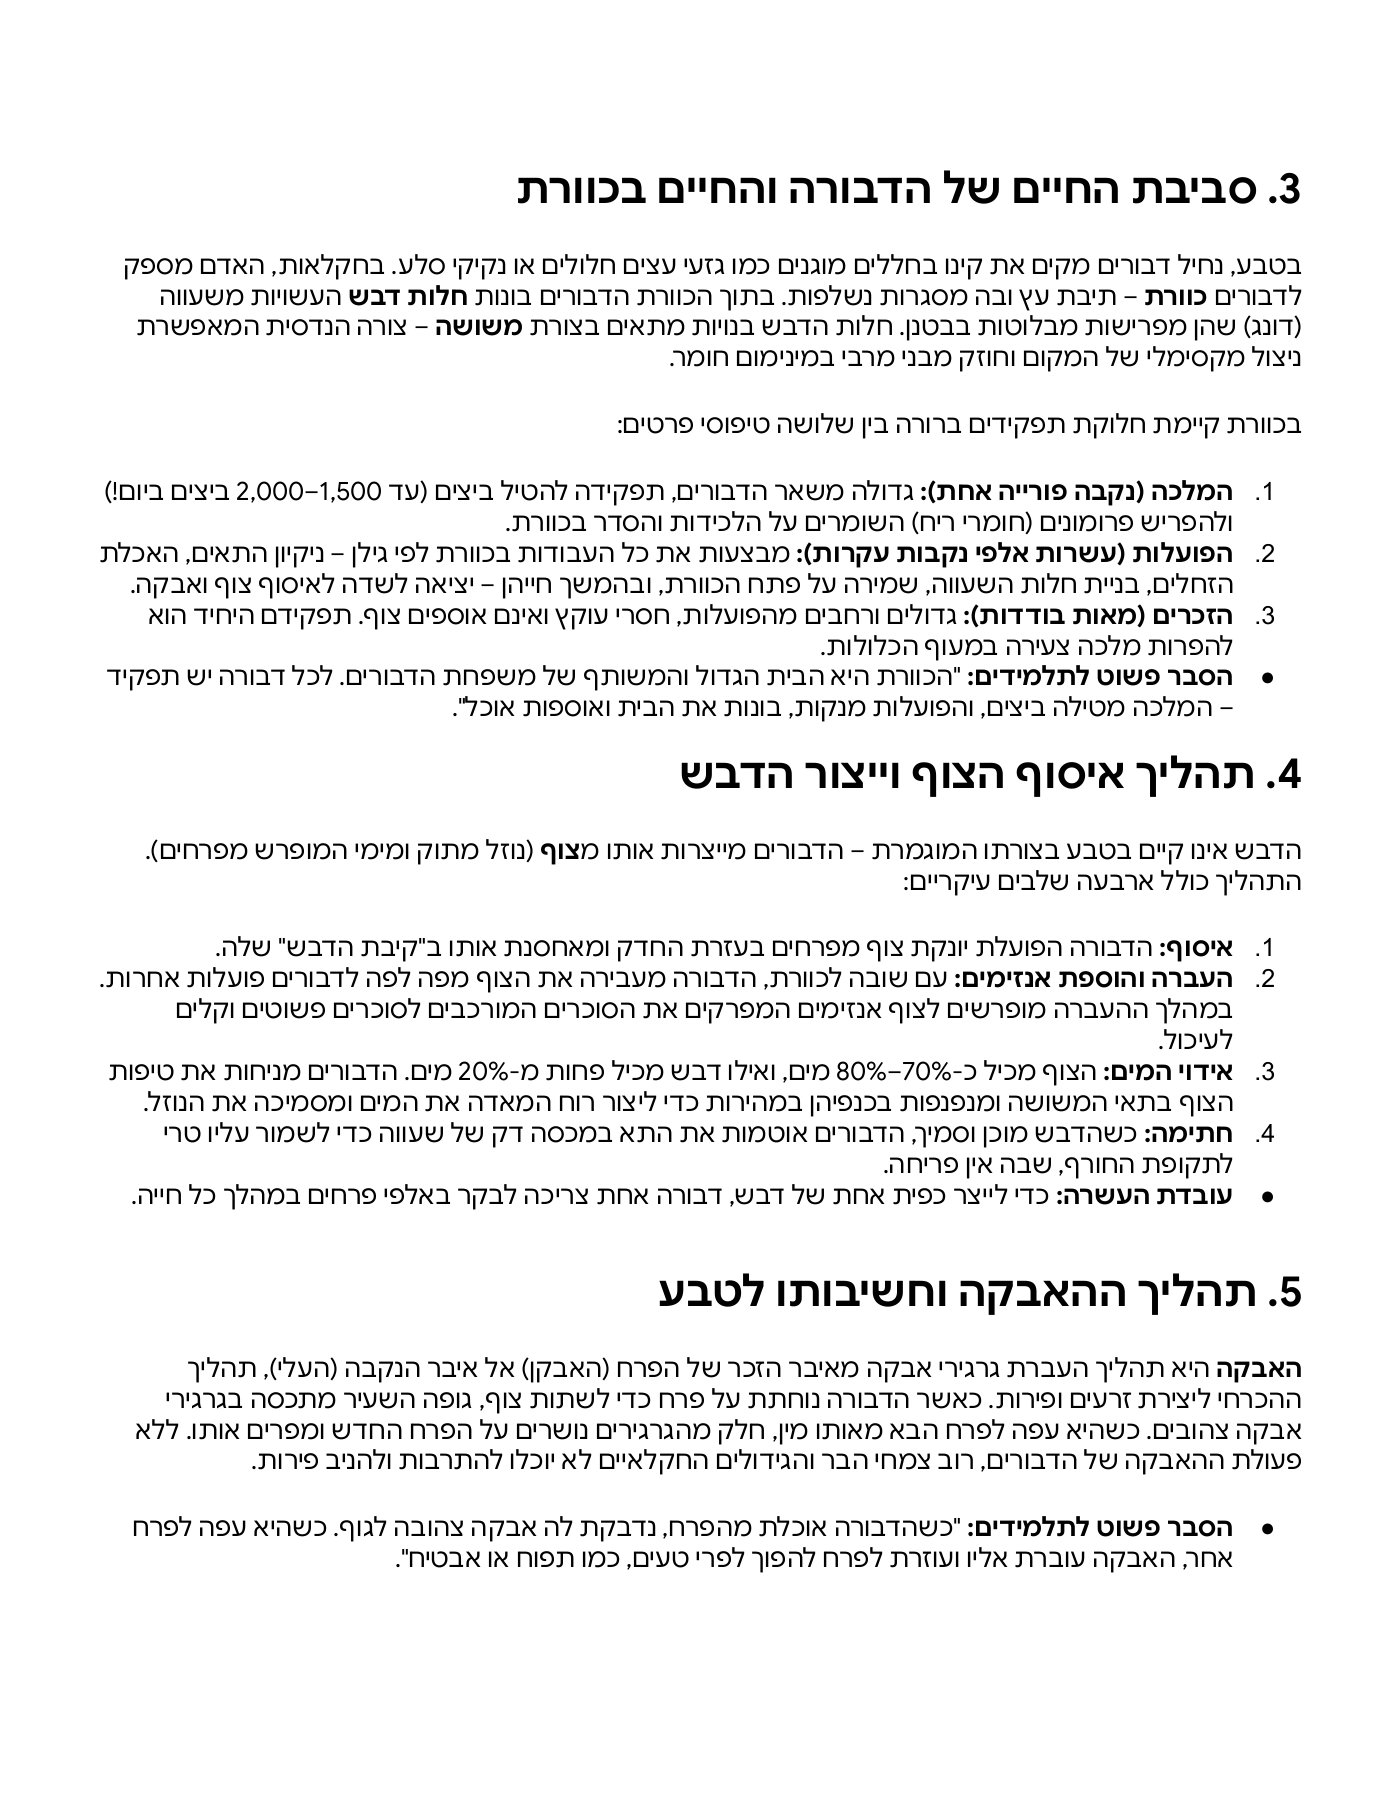 3. סביבת החיים של הדבורה והחיים בכוורת
בטבע, נחיל דבורים מקים את קינו בחללים מוגנים כמו גזעי עצים חלולים או נקיקי סלע. בחקלאות, האדם מספק
לדבורים כוורת – תיבת עץ ובה מסגרות נשלפות. בתוך הכוורת הדבורים בונות חלות דבש העשויות משעווה
(דונג) שהן מפרישות מבלוטות בבטנן. חלות הדבש בנויות מתאים בצורת משושה – צורה הנדסית המאפשרת
ניצול מקסימלי של המקום וחוזק מבני מרבי במינימום חומר.
בכוורת קיימת חלוקת תפקידים ברורה בין שלושה טיפוסי פרטים:
1. המלכה (נקבה פורייה אחת): גדולה משאר הדבורים, תפקידה להטיל ביצים (עד 1,500–2,000 ביצים ביום!)
ולהפריש פרומונים (חומרי ריח) השומרים על הלכידות והסדר בכוורת.
2. הפועלות (עשרות אלפי נקבות עקרות): מבצעות את כל העבודות בכוורת לפי גילן – ניקיון התאים, האכלת
הזחלים, בניית חלות השעווה, שמירה על פתח הכוורת, ובהמשך חייהן – יציאה לשדה לאיסוף צוף ואבקה.
3. הזכרים (מאות בודדות): גדולים ורחבים מהפועלות, חסרי עוקץ ואינם אוספים צוף. תפקידם היחיד הוא
להפרות מלכה צעירה במעוף הכלולות.
● הסבר פשוט לתלמידים: "הכוורת היא הבית הגדול והמשותף של משפחת הדבורים. לכל דבורה יש תפקיד
– המלכה מטילה ביצים, והפועלות מנקות, בונות את הבית ואוספות אוכל".
4. תהליך איסוף הצוף וייצור הדבש
הדבש אינו קיים בטבע בצורתו המוגמרת – הדבורים מייצרות אותו מצוף (נוזל מתוק ומימי המופרש מפרחים).
התהליך כולל ארבעה שלבים עיקריים:
1. איסוף: הדבורה הפועלת יונקת צוף מפרחים בעזרת החדק ומאחסנת אותו ב"קיבת הדבש" שלה.
2. העברה והוספת אנזימים: עם שובה לכוורת, הדבורה מעבירה את הצוף מפה לפה לדבורים פועלות אחרות.
במהלך ההעברה מופרשים לצוף אנזימים המפרקים את הסוכרים המורכבים לסוכרים פשוטים וקלים
לעיכול.
3. אידוי המים: הצוף מכיל כ-70%–80% מים, ואילו דבש מכיל פחות מ-20% מים. הדבורים מניחות את טיפות
הצוף בתאי המשושה ומנפנפות בכנפיהן במהירות כדי ליצור רוח המאדה את המים ומסמיכה את הנוזל.
4. חתימה: כשהדבש מוכן וסמיך, הדבורים אוטמות את התא במכסה דק של שעווה כדי לשמור עליו טרי
לתקופת החורף, שבה אין פריחה.
● עובדת העשרה: כדי לייצר כפית אחת של דבש, דבורה אחת צריכה לבקר באלפי פרחים במהלך כל חייה.
5. תהליך ההאבקה וחשיבותו לטבע
האבקה היא תהליך העברת גרגירי אבקה מאיבר הזכר של הפרח (האבקן) אל איבר הנקבה (העלי), תהליך
ההכרחי ליצירת זרעים ופירות. כאשר הדבורה נוחתת על פרח כדי לשתות צוף, גופה השעיר מתכסה בגרגירי
אבקה צהובים. כשהיא עפה לפרח הבא מאותו מין, חלק מהגרגירים נושרים על הפרח החדש ומפרים אותו. ללא
פעולת ההאבקה של הדבורים, רוב צמחי הבר והגידולים החקלאיים לא יוכלו להתרבות ולהניב פירות.
● הסבר פשוט לתלמידים: "כשהדבורה אוכלת מהפרח, נדבקת לה אבקה צהובה לגוף. כשהיא עפה לפרח
אחר, האבקה עוברת אליו ועוזרת לפרח להפוך לפרי טעים, כמו תפוח או אבטיח".